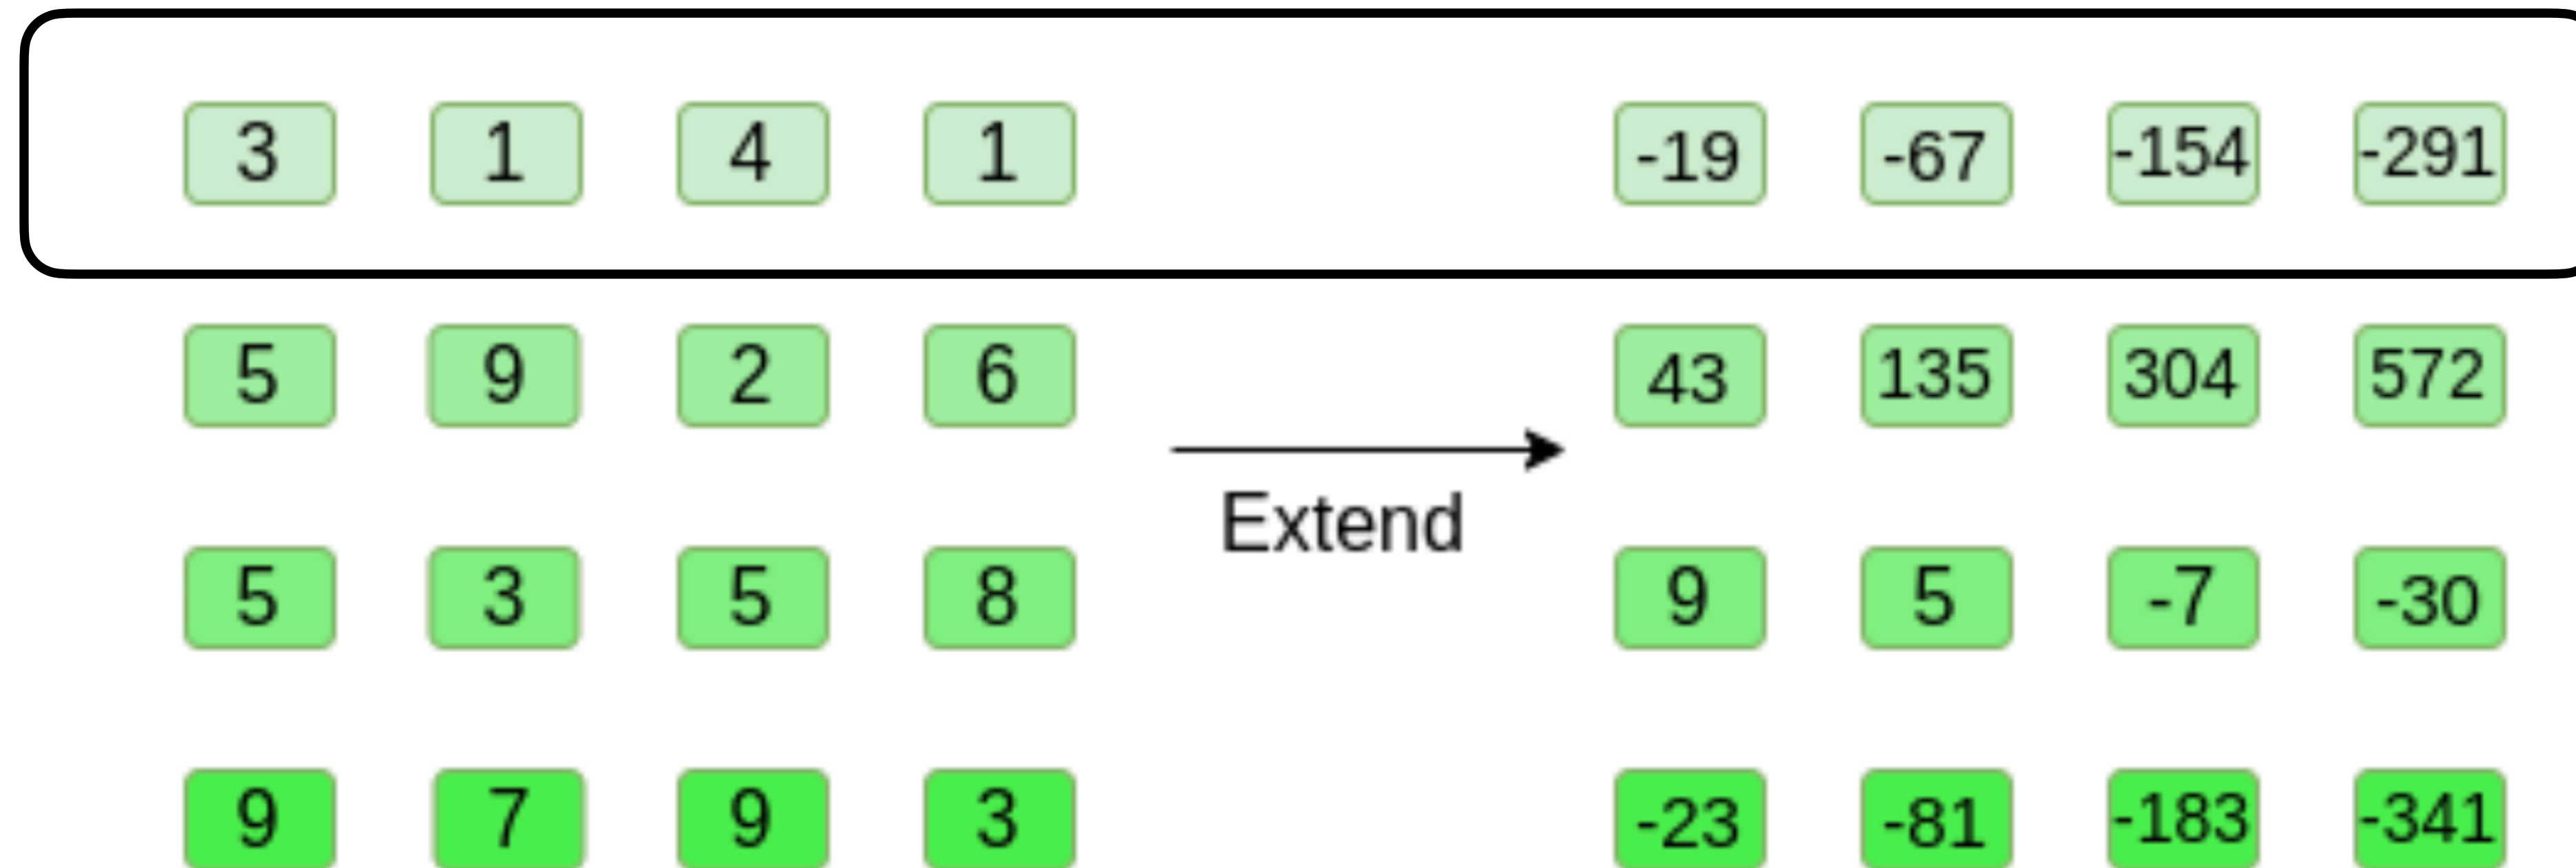 3 1 4 1 -19 -67 -154 -291
5 9 2 6 43 135 304 572
Extend
5 3 5 8 9 5 -7 -30
9 7 9 3 -23 -81 -183 -341